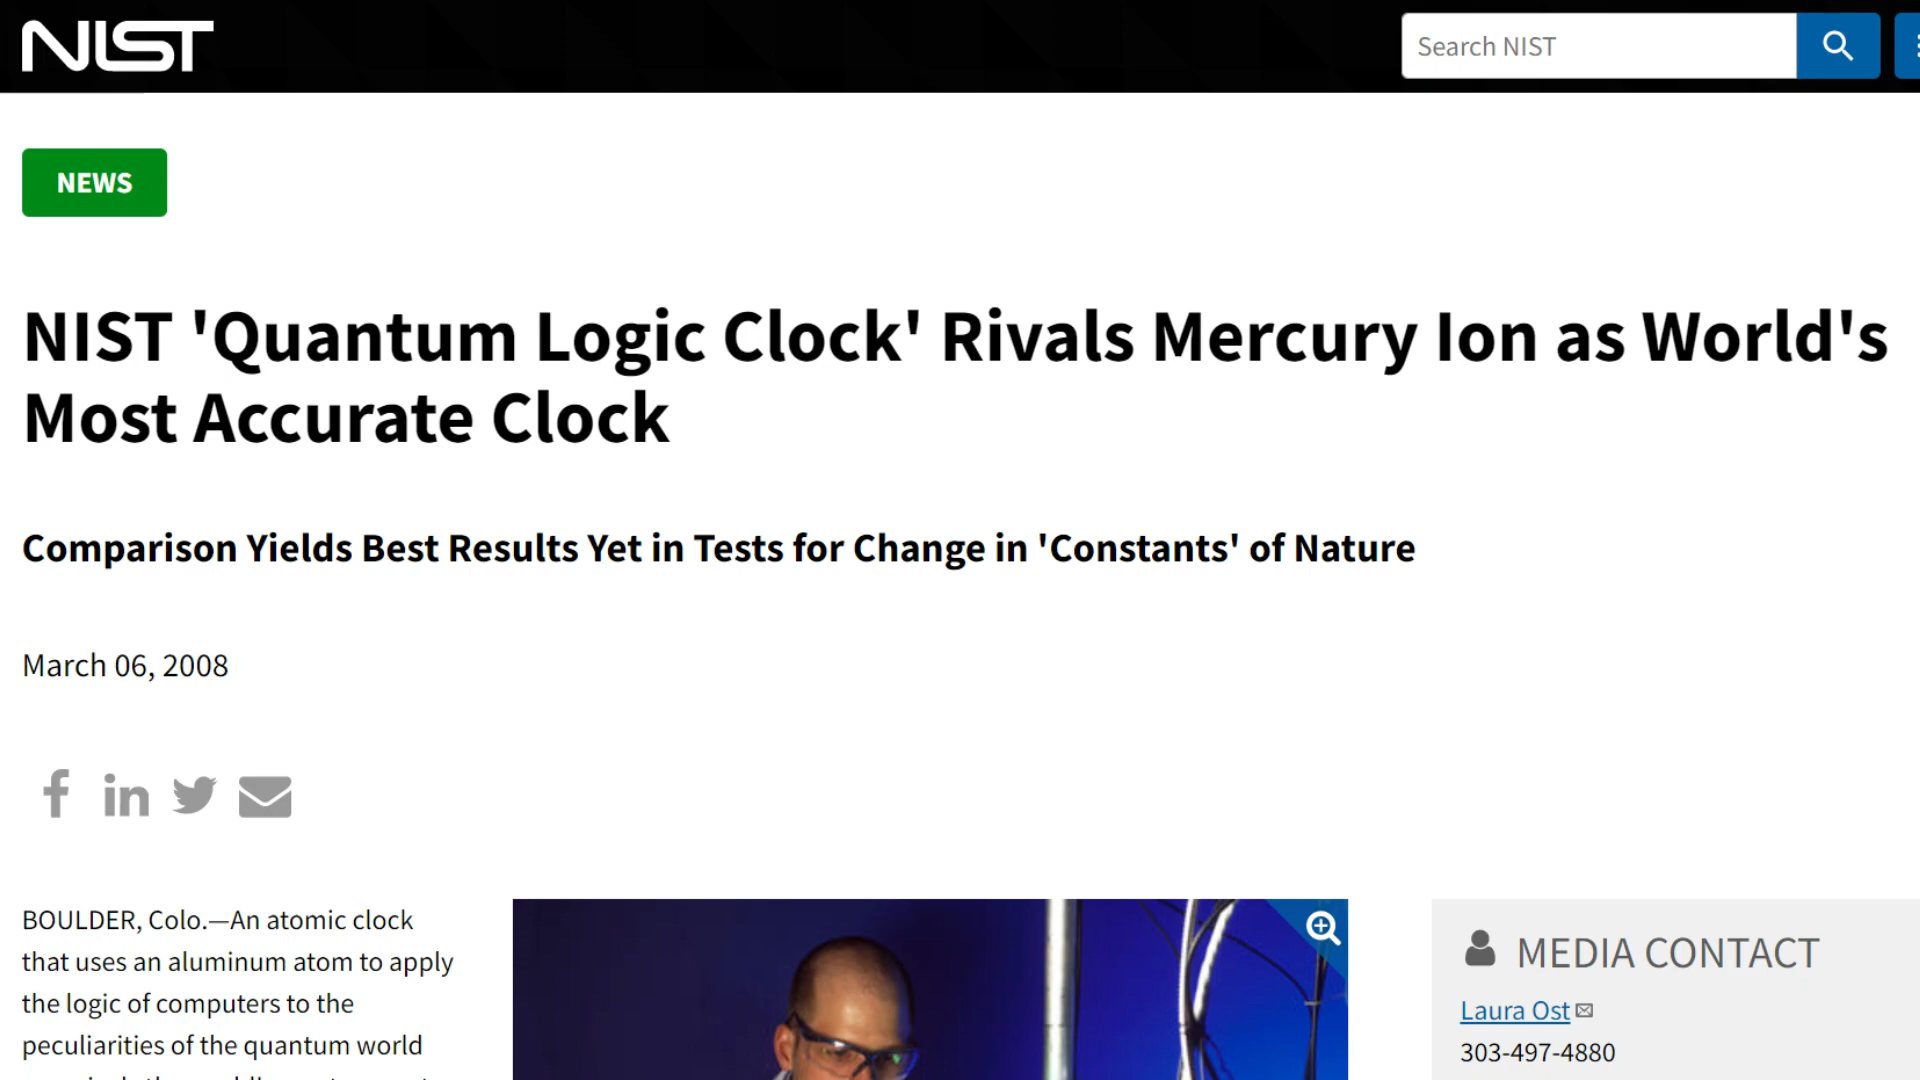 NIST
Search NIST
NEWS
NIST 'Quantum Logic Clock' Rivals Mercury Ion as World's
Most Accurate Clock
Comparison Yields Best Results Yet in Tests for Change in 'Constants' of Nature
March 06, 2008
BOULDER, Colo.—An atomic clock
that uses an aluminum atom to apply
the logic of computers to the
peculiarities of the quantum world
MEDIA CONTACT
Laura Ost
303-497-4880